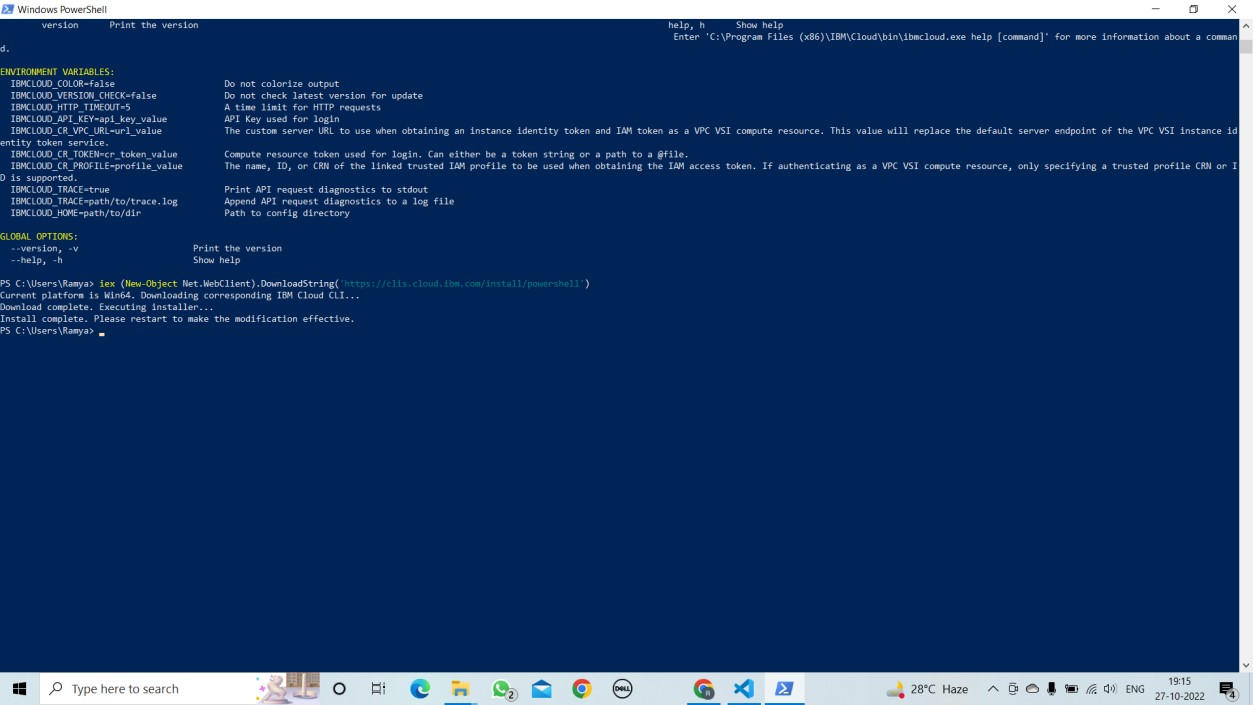 Windows PowerShell
version Print the version help, h Show help
Enter 'C:\Program Files (x86)\IBM\Cloud\bin\ibmcloud.exe help [command]' for more information about a comman
d.
ENVIRONMENT VARIABLES:
IBMCLOUD_COLOR=false Do not colorize output
IBMCLOUD_VERSION_CHECK=false Do not check latest version for update
IBMCLOUD_HTTP_TIMEOUT=5 A time limit for HTTP requests
IBMCLOUD_API_KEY=api_key_value API Key used for login
IBMCLOUD_CR_VPC_URL=url_value The custom server URL to use when obtaining an instance identity token and IAM token as a VPC VSI compute resource. This value will replace the default server endpoint of the VPC VSI instance id
entity token service.
IBMCLOUD_CR_TOKEN=cr_token_value Compute resource token used for login. Can either be a token string or a path to a @file.
IBMCLOUD_CR_PROFILE=profile_value The name, ID, or CRN of the linked trusted IAM profile to be used when obtaining the IAM access token. If authenticating as a VPC VSI compute resource, only specifying a trusted profile CRN or I
D is supported.
IBMCLOUD_TRACE=true Print API request diagnostics to stdout
IBMCLOUD_TRACE=path/to/trace.log Append API request diagnostics to a log file
IBMCLOUD_HOME=path/to/dir Path to config directory
GLOBAL OPTIONS:
--version, -v Print the version
--help, -h Show help
PS C:\Users\Ramya> iex (New-Object Net.WebClient).DownloadString('https://clis.cloud.ibm.com/install/powershell')
Current platform is Win64. Downloading corresponding IBM Cloud CLI...
Download complete. Executing installer...
Install complete. Please restart to make the modification effective.
PS C:\Users\Ramya>
Type here to search
2
DELL
R
28°C Haze
ENG
19:15
27-10-2022
4